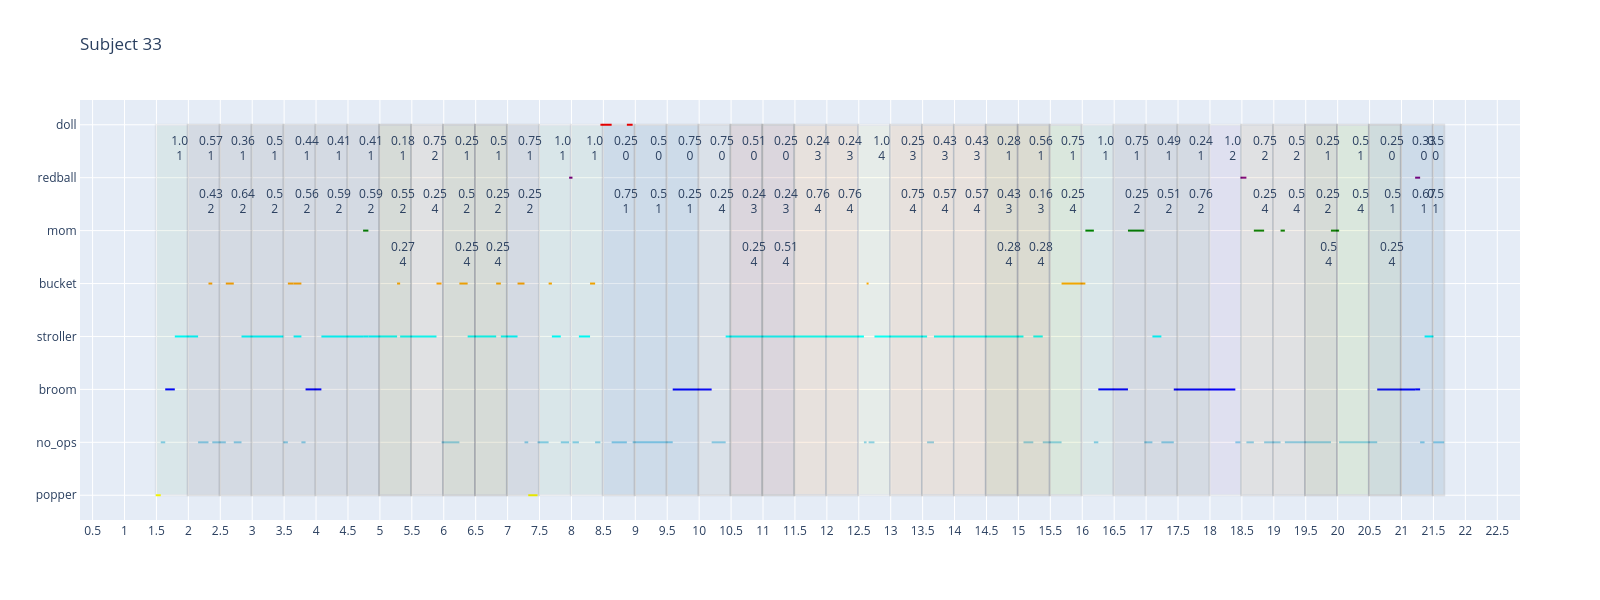 Subject 33
doll
1.0 0.57 0.36 0.5 0.44 0.41 0.41 0.18 0.75 0.25 0.5 0.75 1.0 1.0 0.25 0.5 0.75 0.75 0.51 0.25 0.24 0.24 1.0 0.25 0.43 0.43 0.28 0.56 0.75 1.0 0.75 0.49 0.24 1.0 0.75 0.5 0.25 0.5 0.25 0.33 0.5
1 1 1 1 1 1 1 1 2 1 1 1 1 1 0 0 0 0 0 0 3 3 4 3 3 3 1 1 1 1 1 1 1 2 2 2 1 1 0 0 0
redball
0.43 0.64 0.5 0.56 0.59 0.59 0.55 0.25 0.5 0.25 0.25 0.75 0.5 0.25 0.25 0.24 0.24 0.76 0.76 0.75 0.57 0.57 0.43 0.16 0.25 0.25 0.51 0.76 0.25 0.5 0.25 0.5 0.5 0.67 0.5
2 2 2 2 2 2 2 4 2 2 2 1 1 1 4 3 3 4 4 4 4 4 3 3 4 2 2 2 4 4 2 4 1 1 1
mom
0.27 0.25 0.25 0.25 0.51 0.28 0.28 0.5 0.25
4 4 4 4 4 4 4 4 4
bucket
stroller
broom
no_ops
popper
0.5 1 1.5 2 2.5 3 3.5 4 4.5 5 5.5 6 6.5 7 7.5 8 8.5 9 9.5 10 10.5 11 11.5 12 12.5 13 13.5 14 14.5 15 15.5 16 16.5 17 17.5 18 18.5 19 19.5 20 20.5 21 21.5 22 22.5